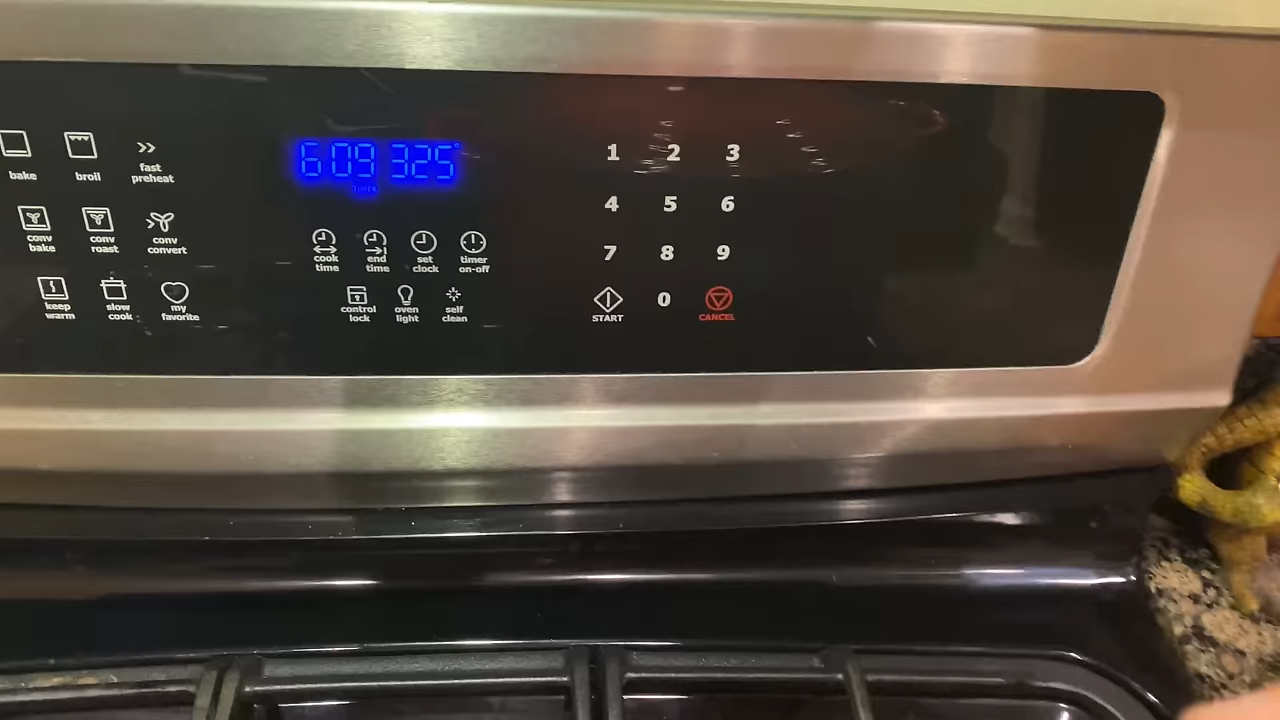 609 325°
TIMER
bake broil fast preheat
conv bake conv roast conv convert
keep warm slow cook my favorite
cook time end time set clock timer on-off
control lock oven light self clean
1 2 3
4 5 6
7 8 9
START 0 CANCEL